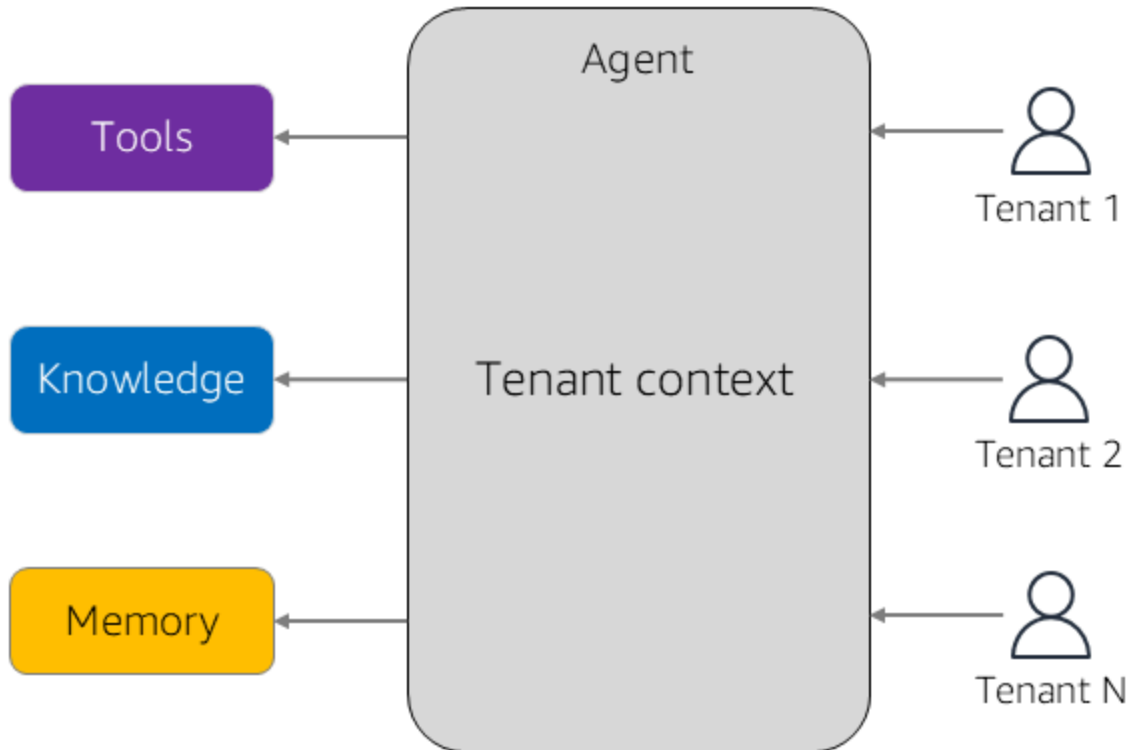 Agent
Tools
Tenant 1
Knowledge
Tenant context
Tenant 2
Memory
Tenant N